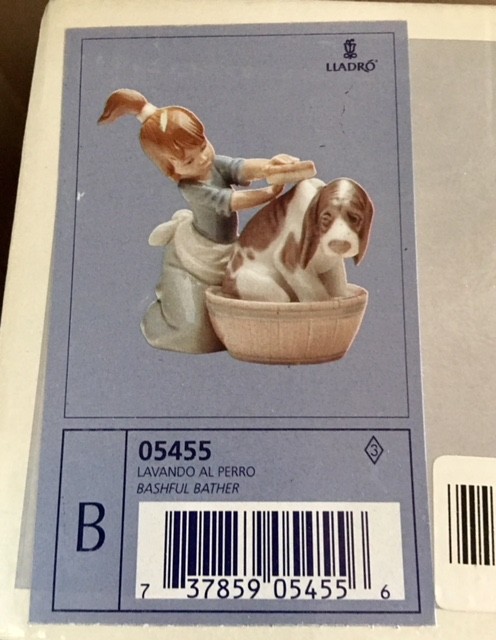 LLADRÓ
05455
LAVANDO AL PERRO
BASHFUL BATHER
3
B
7 37859 05455 6